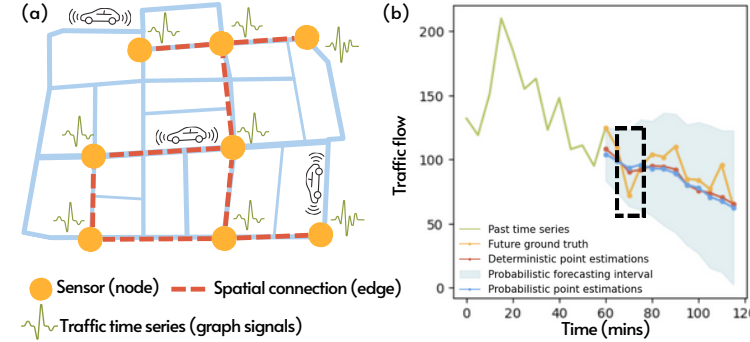 (a)
Sensor (node)
Spatial connection (edge)
Traffic time series (graph signals)
(b)
200
150
100
50
0
Traffic flow
Past time series
Future ground truth
Deterministic point estimations
Probabilistic forecasting interval
Probabilistic point estimations
0 20 40 60 80 100 120
Time (mins)